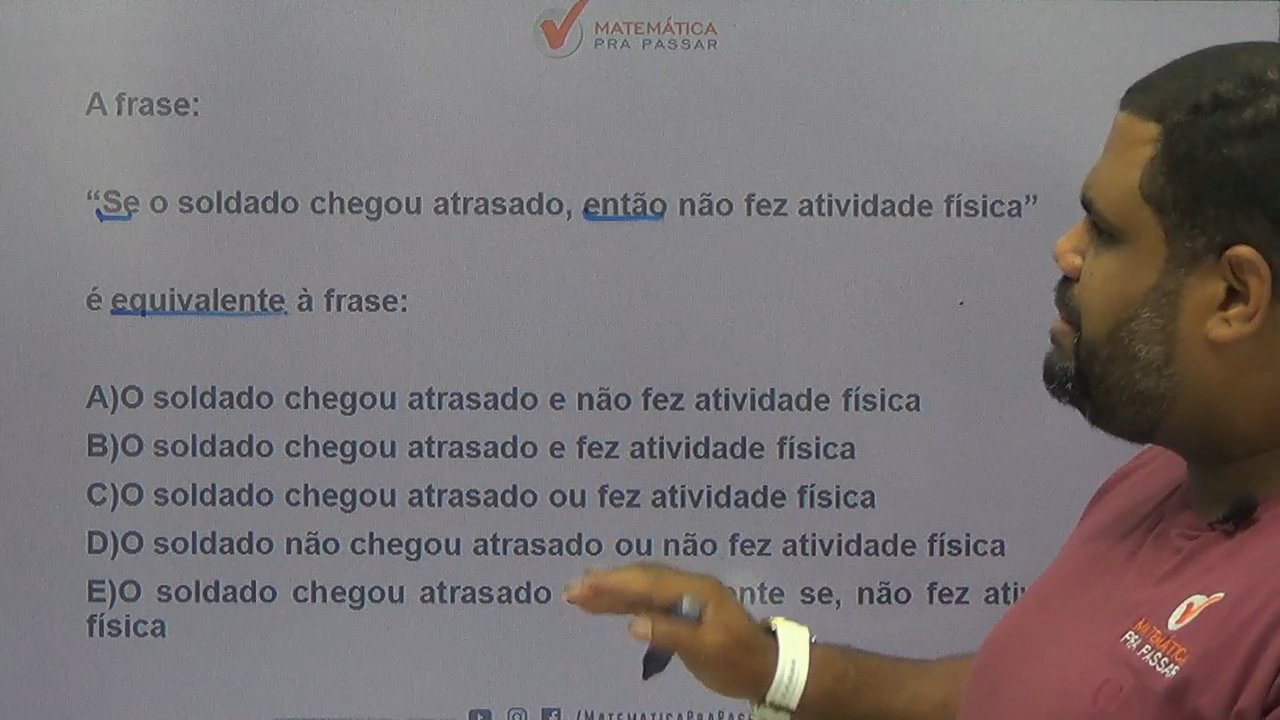 MATEMÁTICA
PRA PASSAR
A frase:
“Se o soldado chegou atrasado, então não fez atividade física”
é equivalente à frase:
A)O soldado chegou atrasado e não fez atividade física
B)O soldado chegou atrasado e fez atividade física
C)O soldado chegou atrasado ou fez atividade física
D)O soldado não chegou atrasado ou não fez atividade física
E)O soldado chegou atrasado se, não fez
física
MATEMÁTICA
PRA PASSAR